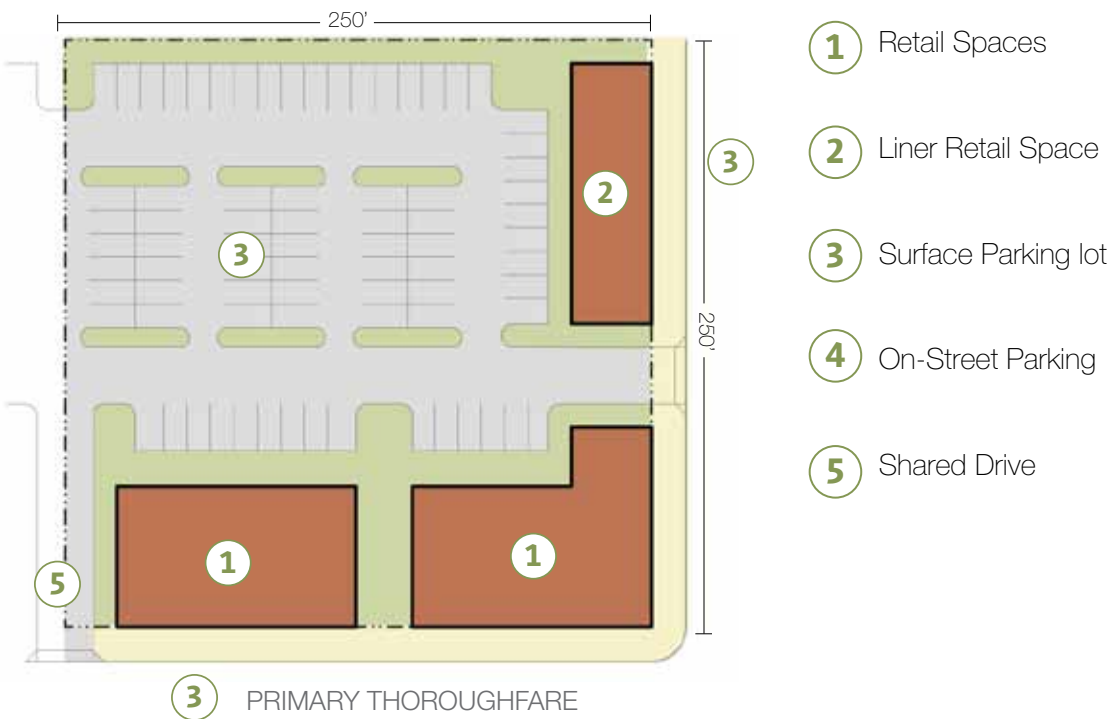 250'
1 Retail Spaces
2 Liner Retail Space
3 Surface Parking lot
4 On-Street Parking
5 Shared Drive
3
2
3
250'
1
1
5
3 PRIMARY THOROUGHFARE